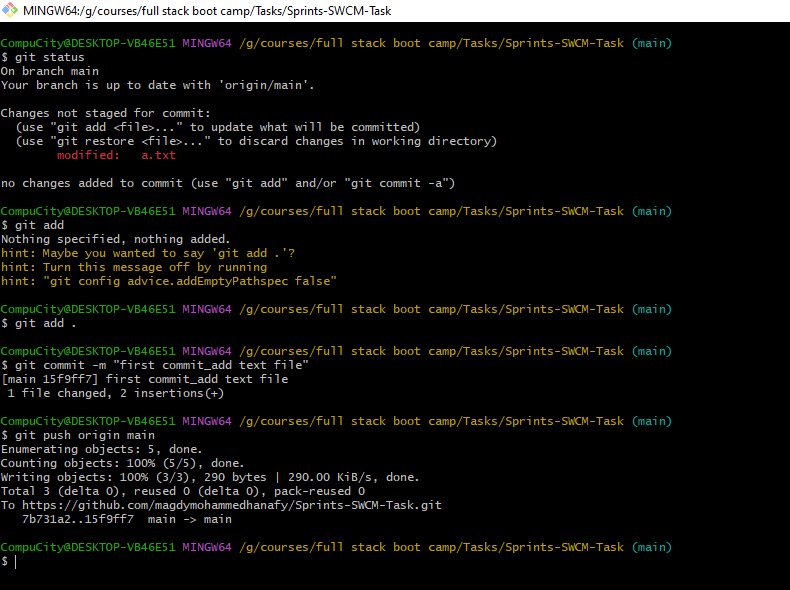 MINGW64:/g/courses/full stack boot camp/Tasks/Sprints-SWCM-Task
CompuCity@DESKTOP-VB46E51 MINGW64 /g/courses/full stack boot camp/Tasks/Sprints-SWCM-Task (main)
$ git status
On branch main
Your branch is up to date with 'origin/main'.
Changes not staged for commit:
  (use "git add <file>..." to update what will be committed)
  (use "git restore <file>..." to discard changes in working directory)
        modified:   a.txt
no changes added to commit (use "git add" and/or "git commit -a")
CompuCity@DESKTOP-VB46E51 MINGW64 /g/courses/full stack boot camp/Tasks/Sprints-SWCM-Task (main)
$ git add
Nothing specified, nothing added.
hint: Maybe you wanted to say 'git add .'?
hint: Turn this message off by running
hint: "git config advice.addEmptyPathspec false"
CompuCity@DESKTOP-VB46E51 MINGW64 /g/courses/full stack boot camp/Tasks/Sprints-SWCM-Task (main)
$ git add .
CompuCity@DESKTOP-VB46E51 MINGW64 /g/courses/full stack boot camp/Tasks/Sprints-SWCM-Task (main)
$ git commit -m "first commit_add text file"
[main 15f9ff7] first commit_add text file
 1 file changed, 2 insertions(+)
CompuCity@DESKTOP-VB46E51 MINGW64 /g/courses/full stack boot camp/Tasks/Sprints-SWCM-Task (main)
$ git push origin main
Enumerating objects: 5, done.
Counting objects: 100% (5/5), done.
Writing objects: 100% (3/3), 290 bytes | 290.00 KiB/s, done.
Total 3 (delta 0), reused 0 (delta 0), pack-reused 0
To https://github.com/magdymohammedhanafy/Sprints-SWCM-Task.git
   7b731a2..15f9ff7  main -> main
CompuCity@DESKTOP-VB46E51 MINGW64 /g/courses/full stack boot camp/Tasks/Sprints-SWCM-Task (main)
$